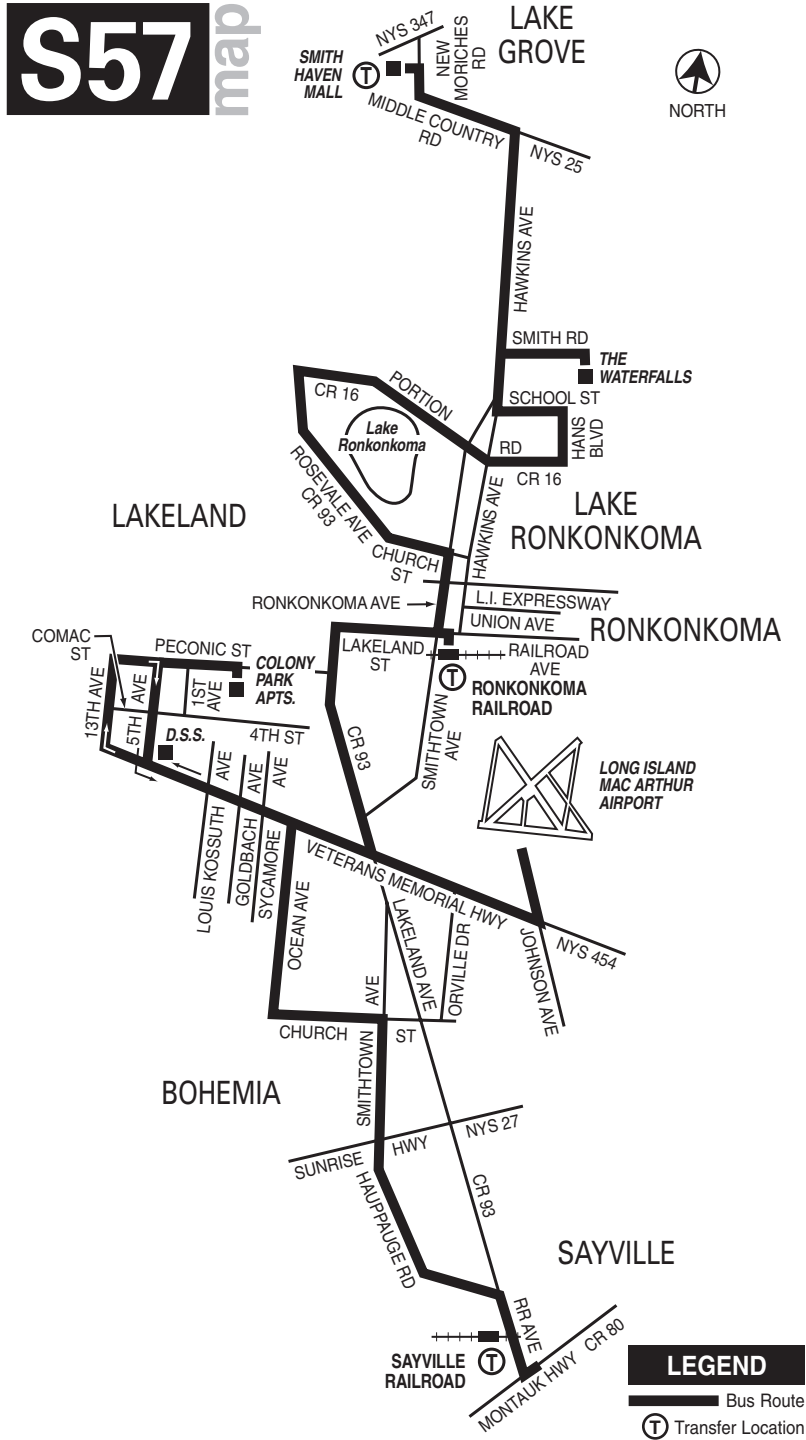 S57
map
LAKE
GROVE
NYS 347
NEW
MORICHES
RD
SMITH
HAVEN
MALL
T
NORTH
MIDDLE COUNTRY
RD
NYS 25
HAWKINS AVE
SMITH RD
THE
WATERFALLS
SCHOOL ST
HANS
BLVD
CR 16
PORTION
RD
CR 16
Lake
Ronkonkoma
ROSEVALE AVE
CR 93
HAWKINS AVE
LAKE
RONKONKOMA
LAKELAND
CHURCH
ST
L.I. EXPRESSWAY
RONKONKOMA AVE
UNION AVE
RONKONKOMA
COMAC
ST
PECONIC ST
LAKELAND
ST
RAILROAD
AVE
COLONY
PARK
APTS.
T
RONKONKOMA
RAILROAD
13TH AVE
5TH AVE
1ST
AVE
D.S.S.
4TH ST
CR 93
SMITHTOWN
AVE
LONG ISLAND
MAC ARTHUR
AIRPORT
LOUIS KOSSUTH AVE
GOLDBACH AVE
SYCAMORE AVE
VETERANS MEMORIAL HWY
OCEAN AVE
LAKELAND AVE
ORVILLE DR
JOHNSON AVE
NYS 454
CHURCH ST
SMITHTOWN AVE
BOHEMIA
SUNRISE HWY NYS 27
HAUPPAUGE RD
CR 93
SAYVILLE
RR AVE
SAYVILLE
RAILROAD
T
MONTAUK HWY CR 80
LEGEND
Bus Route
T Transfer Location